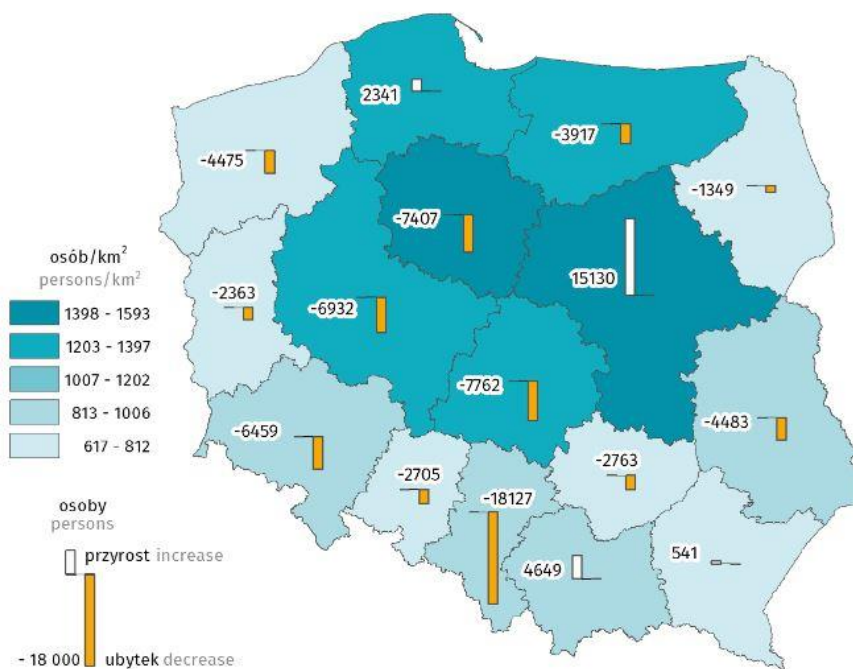 2341
-3917
-4475
-1349
-7407
15130
osób/km²
persons/km²
1398 - 1593
1203 - 1397
1007 - 1202
813 - 1006
617 - 812
-2363
-6932
-7762
-6459
-4483
-2705
-2763
-18127
4649
541
osoby
persons
przyrost increase
- 18 000 ubytek decrease